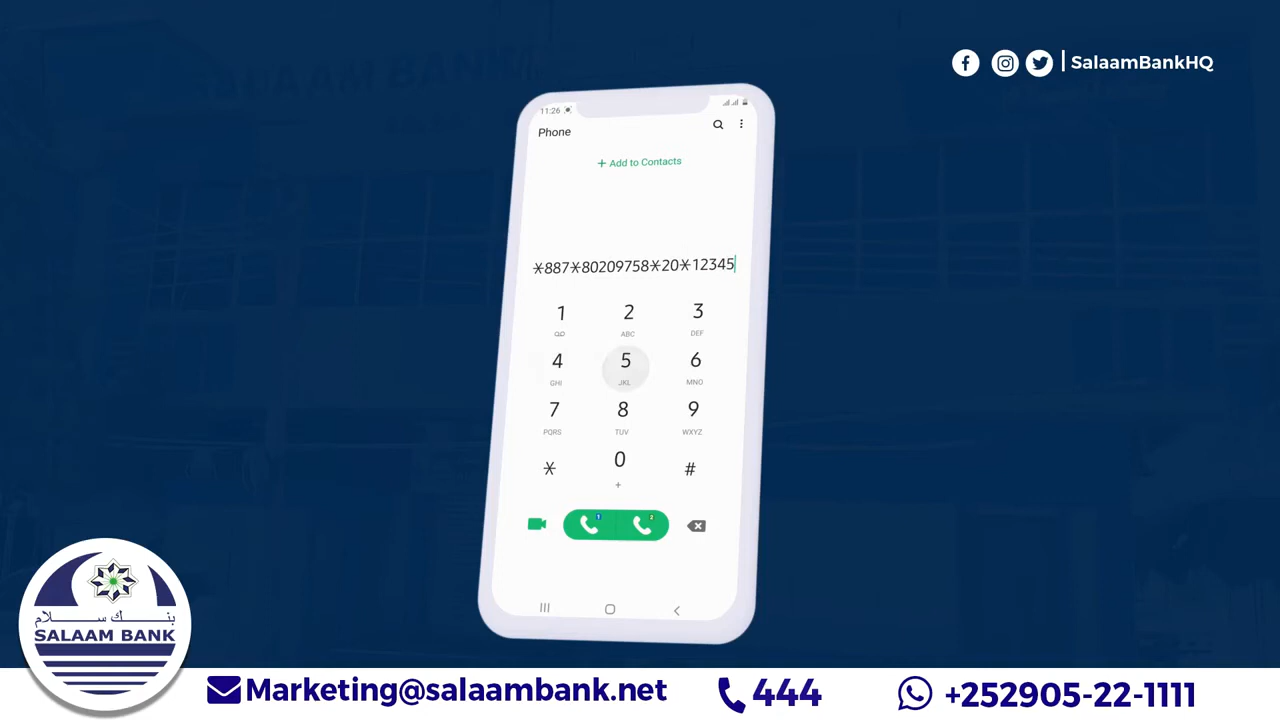 SalaamBankHQ
11:26
Phone
+ Add to Contacts
*887*80209758*20*12345
1 2 3
ABC DEF
4 5 6
GHI JKL MNO
7 8 9
PQRS TUV WXYZ
* 0 #
+
1 2
بنك سلام
SALAAM BANK
Marketing@salaambank.net
444
+252905-22-1111